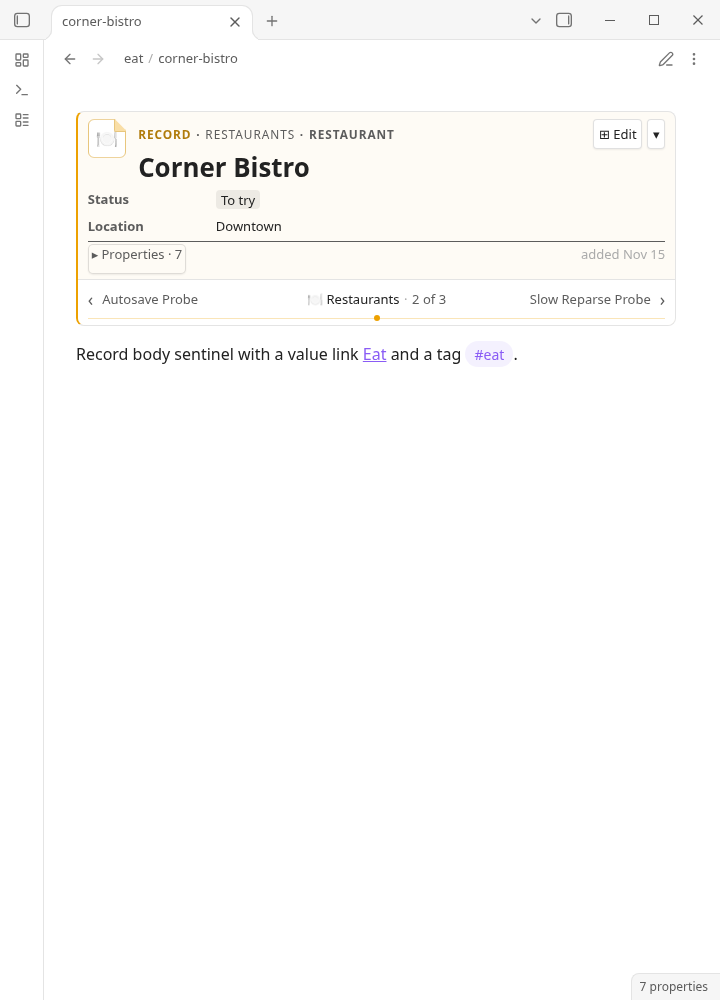 corner-bistro
eat / corner-bistro
RECORD · RESTAURANTS · RESTAURANT
⊞ Edit ▾
Corner Bistro
Status To try
Location Downtown
▸ Properties · 7 added Nov 15
‹ Autosave Probe 🍽️ Restaurants · 2 of 3 Slow Reparse Probe ›
Record body sentinel with a value link Eat and a tag #eat .
7 properties